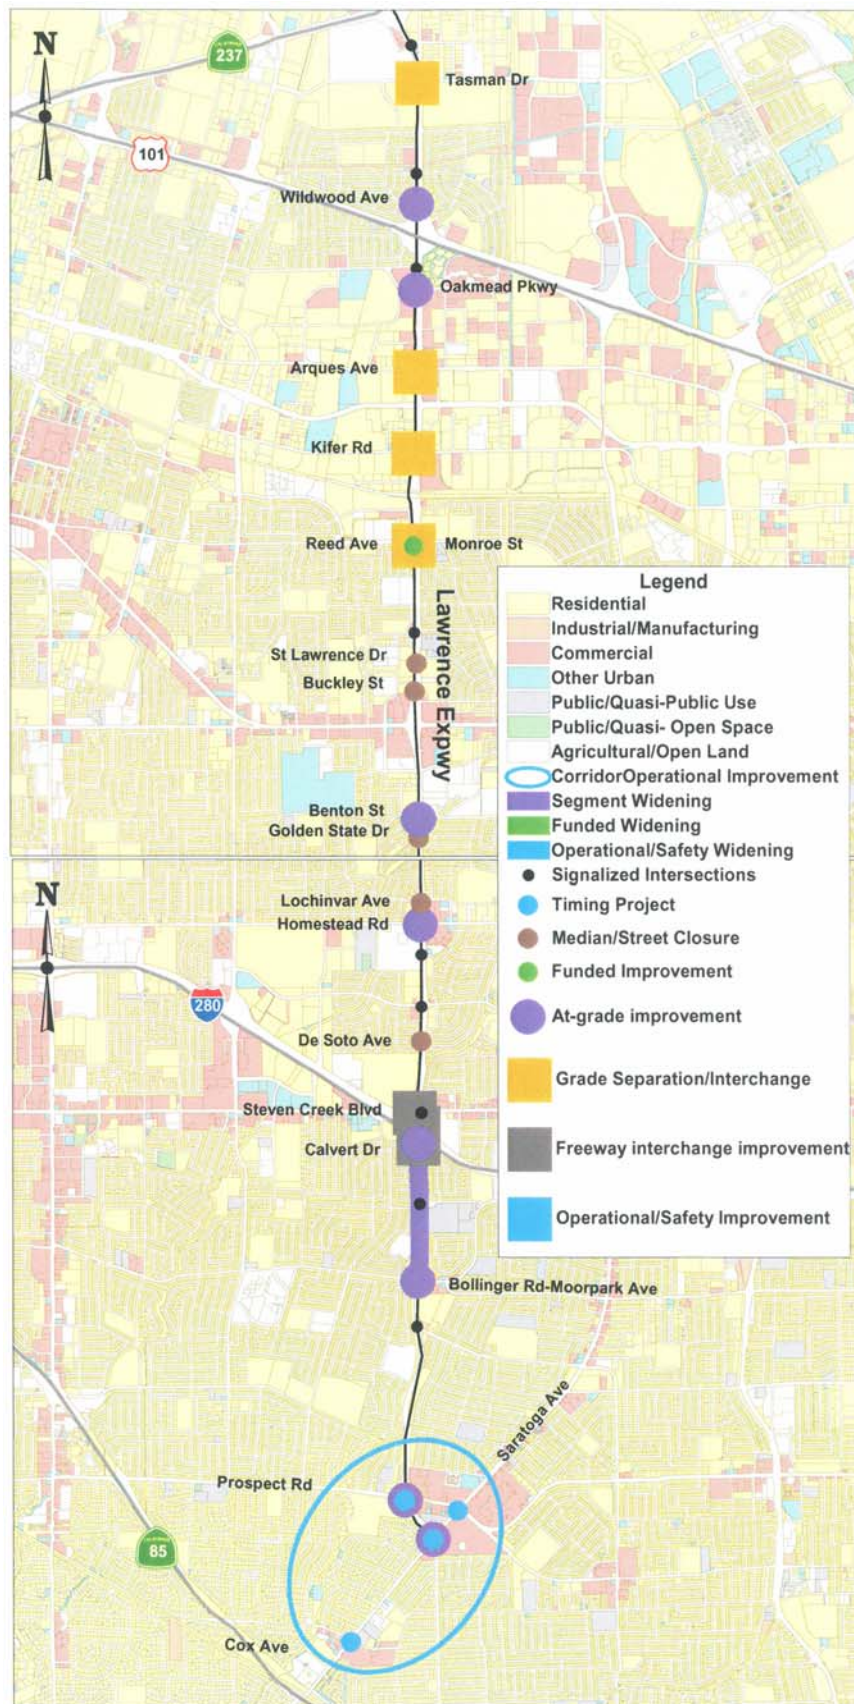 N
237
Tasman Dr
101
Wildwood Ave
Oakmead Pkwy
Arques Ave
Kifer Rd
Reed Ave
Monroe St
Lawrence Expwy
St Lawrence Dr
Buckley St
Benton St
Golden State Dr
Legend
Residential
Industrial/Manufacturing
Commercial
Other Urban
Public/Quasi-Public Use
Public/Quasi- Open Space
Agricultural/Open Land
CorridorOperational Improvement
Segment Widening
Funded Widening
Operational/Safety Widening
Signalized Intersections
Timing Project
Median/Street Closure
Funded Improvement
At-grade improvement
Grade Separation/Interchange
Freeway interchange improvement
Operational/Safety Improvement
N
Lochinvar Ave
Homestead Rd
280
De Soto Ave
Steven Creek Blvd
Calvert Dr
Bollinger Rd-Moorpark Ave
Saratoga Ave
Prospect Rd
85
Cox Ave